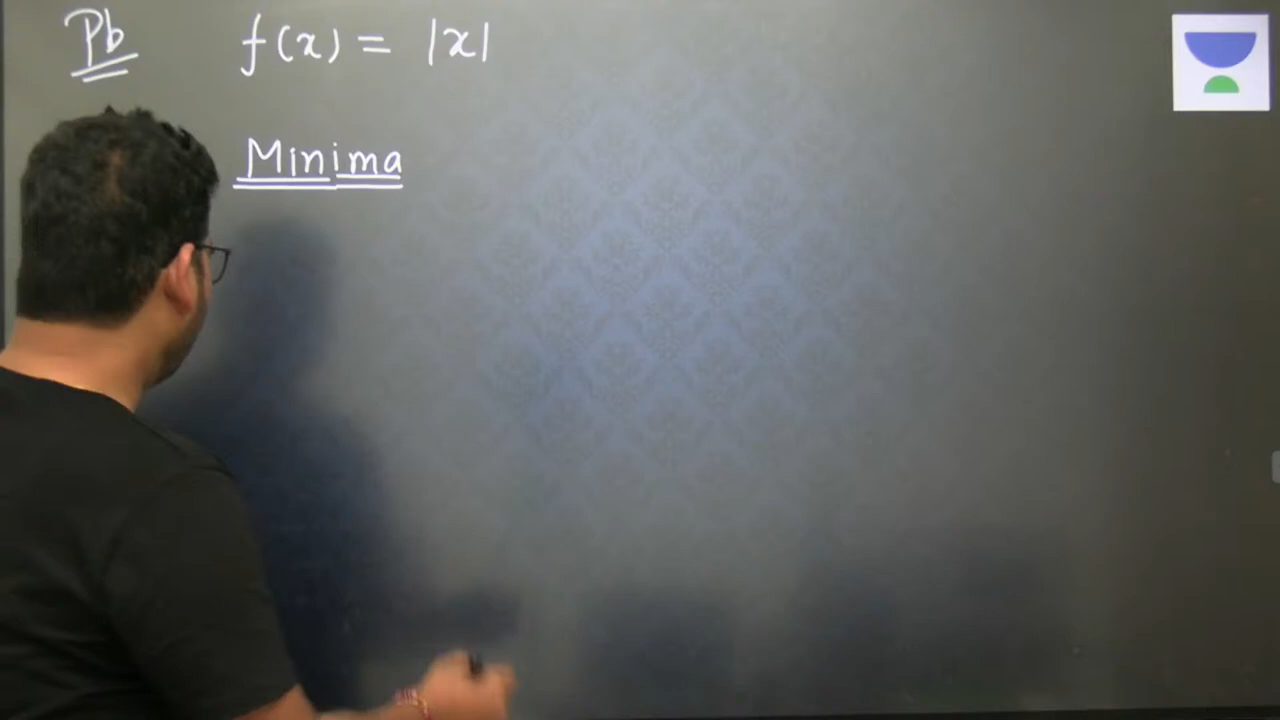 Pb f(x) = |x|
Minima